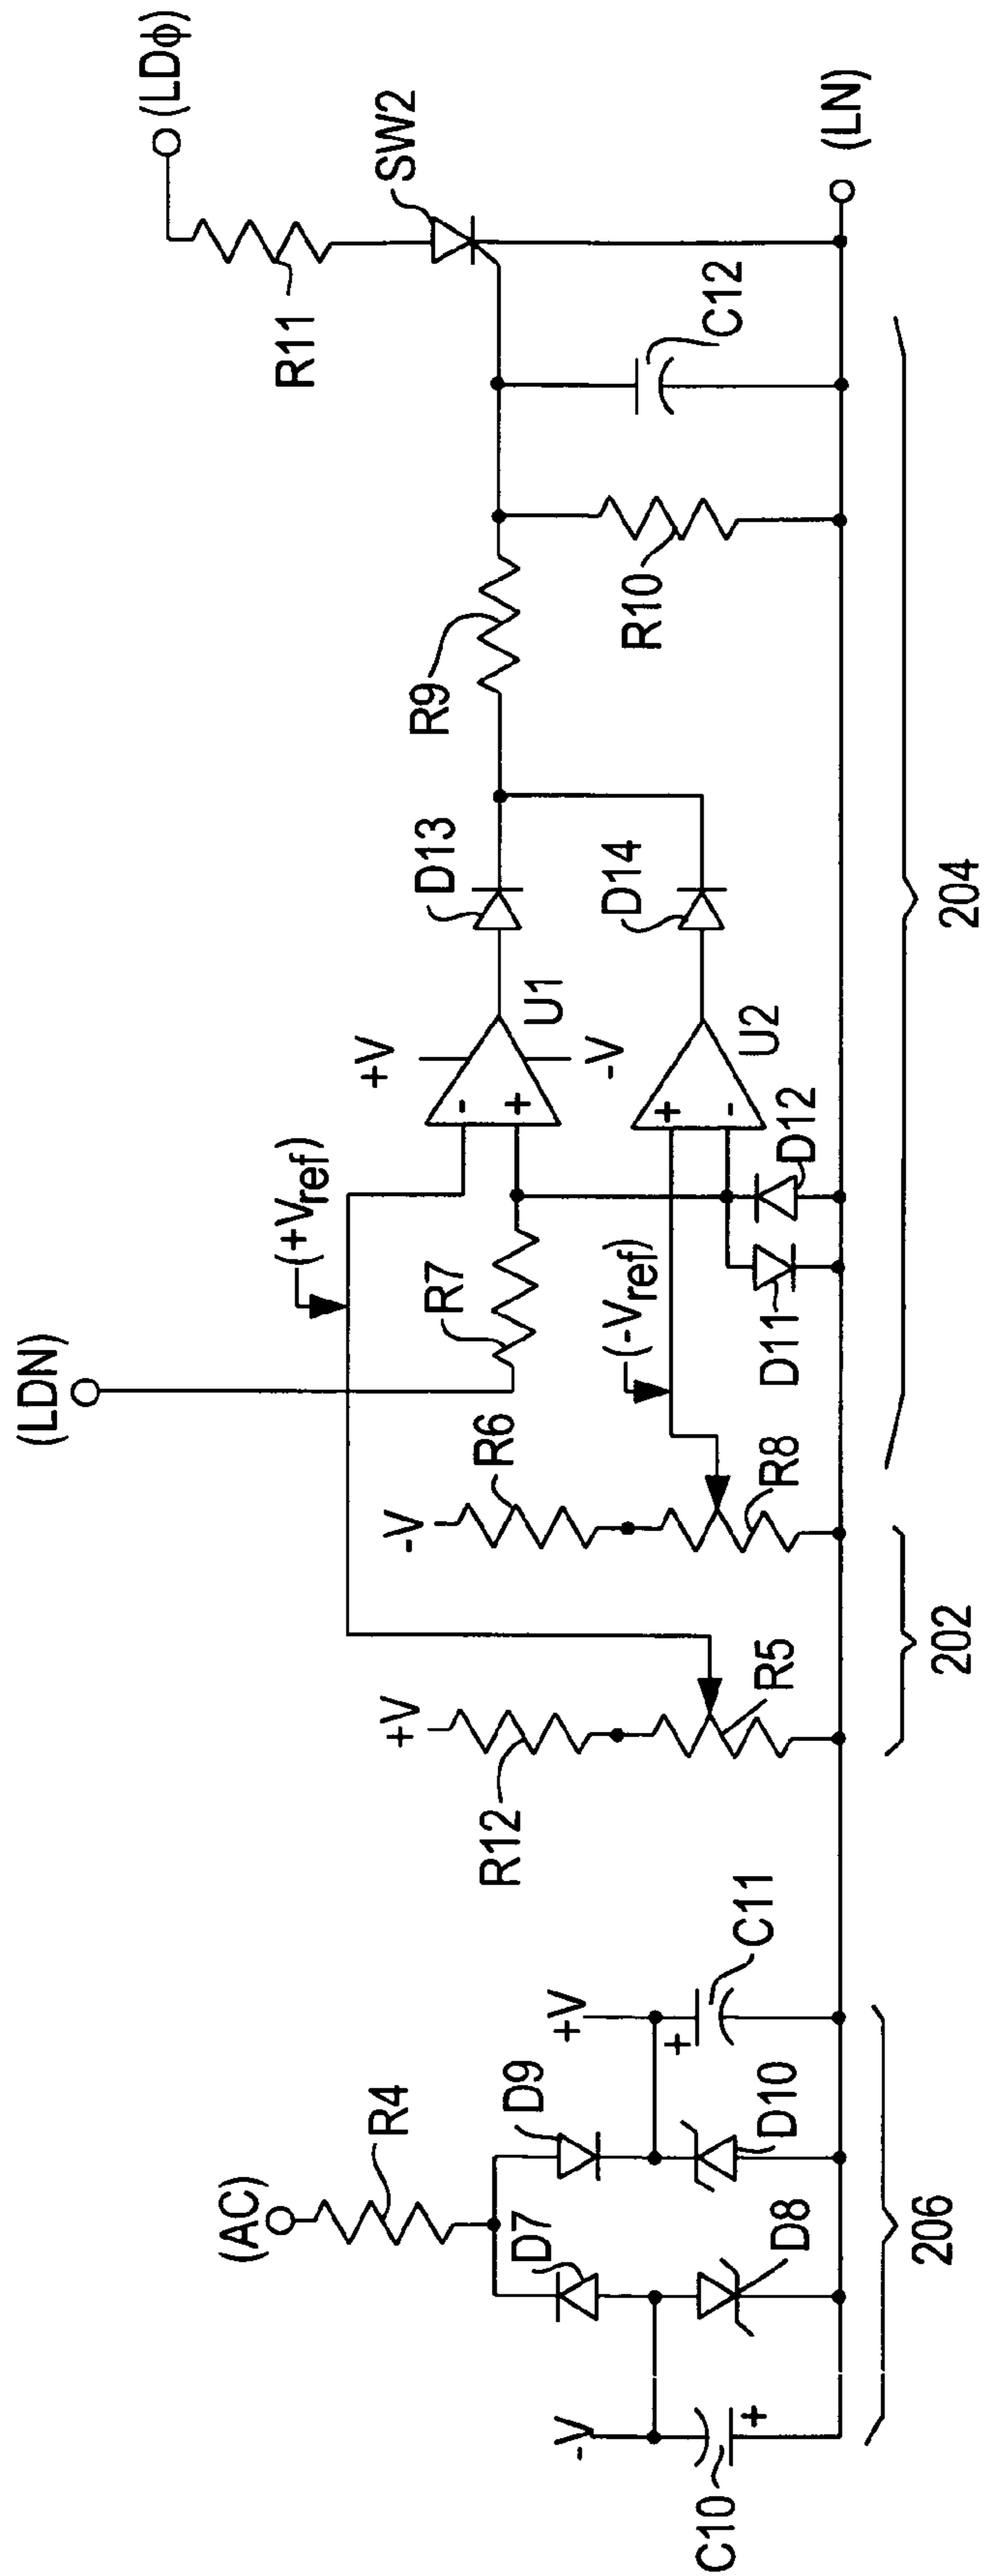 (LDN)
(LDϕ)
(+Vref)
(AC)
R4
D7
D9
D8
D10
-V
+V
C10
+
+
C11
206
+V
R12
R5
-V
R6
R8
202
R7
(-Vref)
+V
-
+
-V
U1
+
-
U2
D11
D12
D13
D14
R9
R10
C12
R11
SW2
(LN)
204